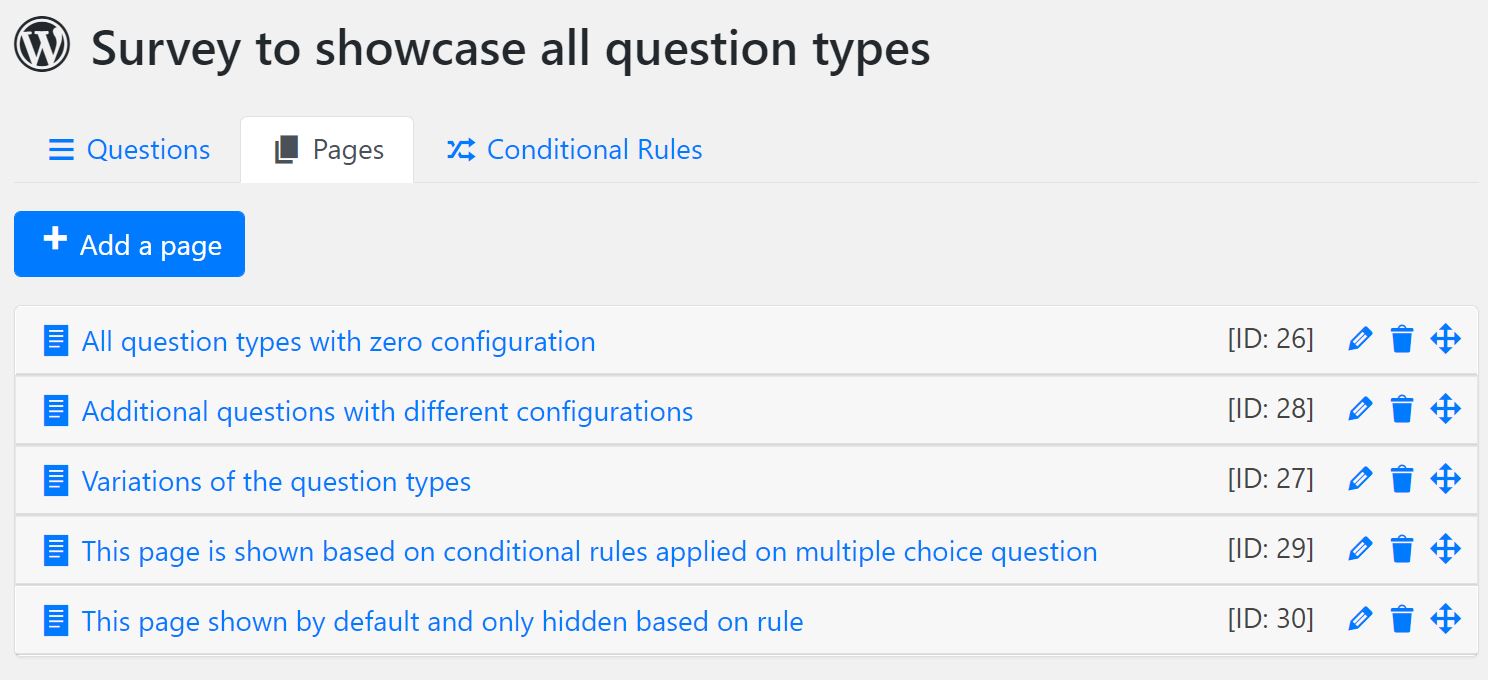 Survey to showcase all question types
Questions Pages Conditional Rules
Add a page
All question types with zero configuration [ID: 26]
Additional questions with different configurations [ID: 28]
Variations of the question types [ID: 27]
This page is shown based on conditional rules applied on multiple choice question [ID: 29]
This page shown by default and only hidden based on rule [ID: 30]